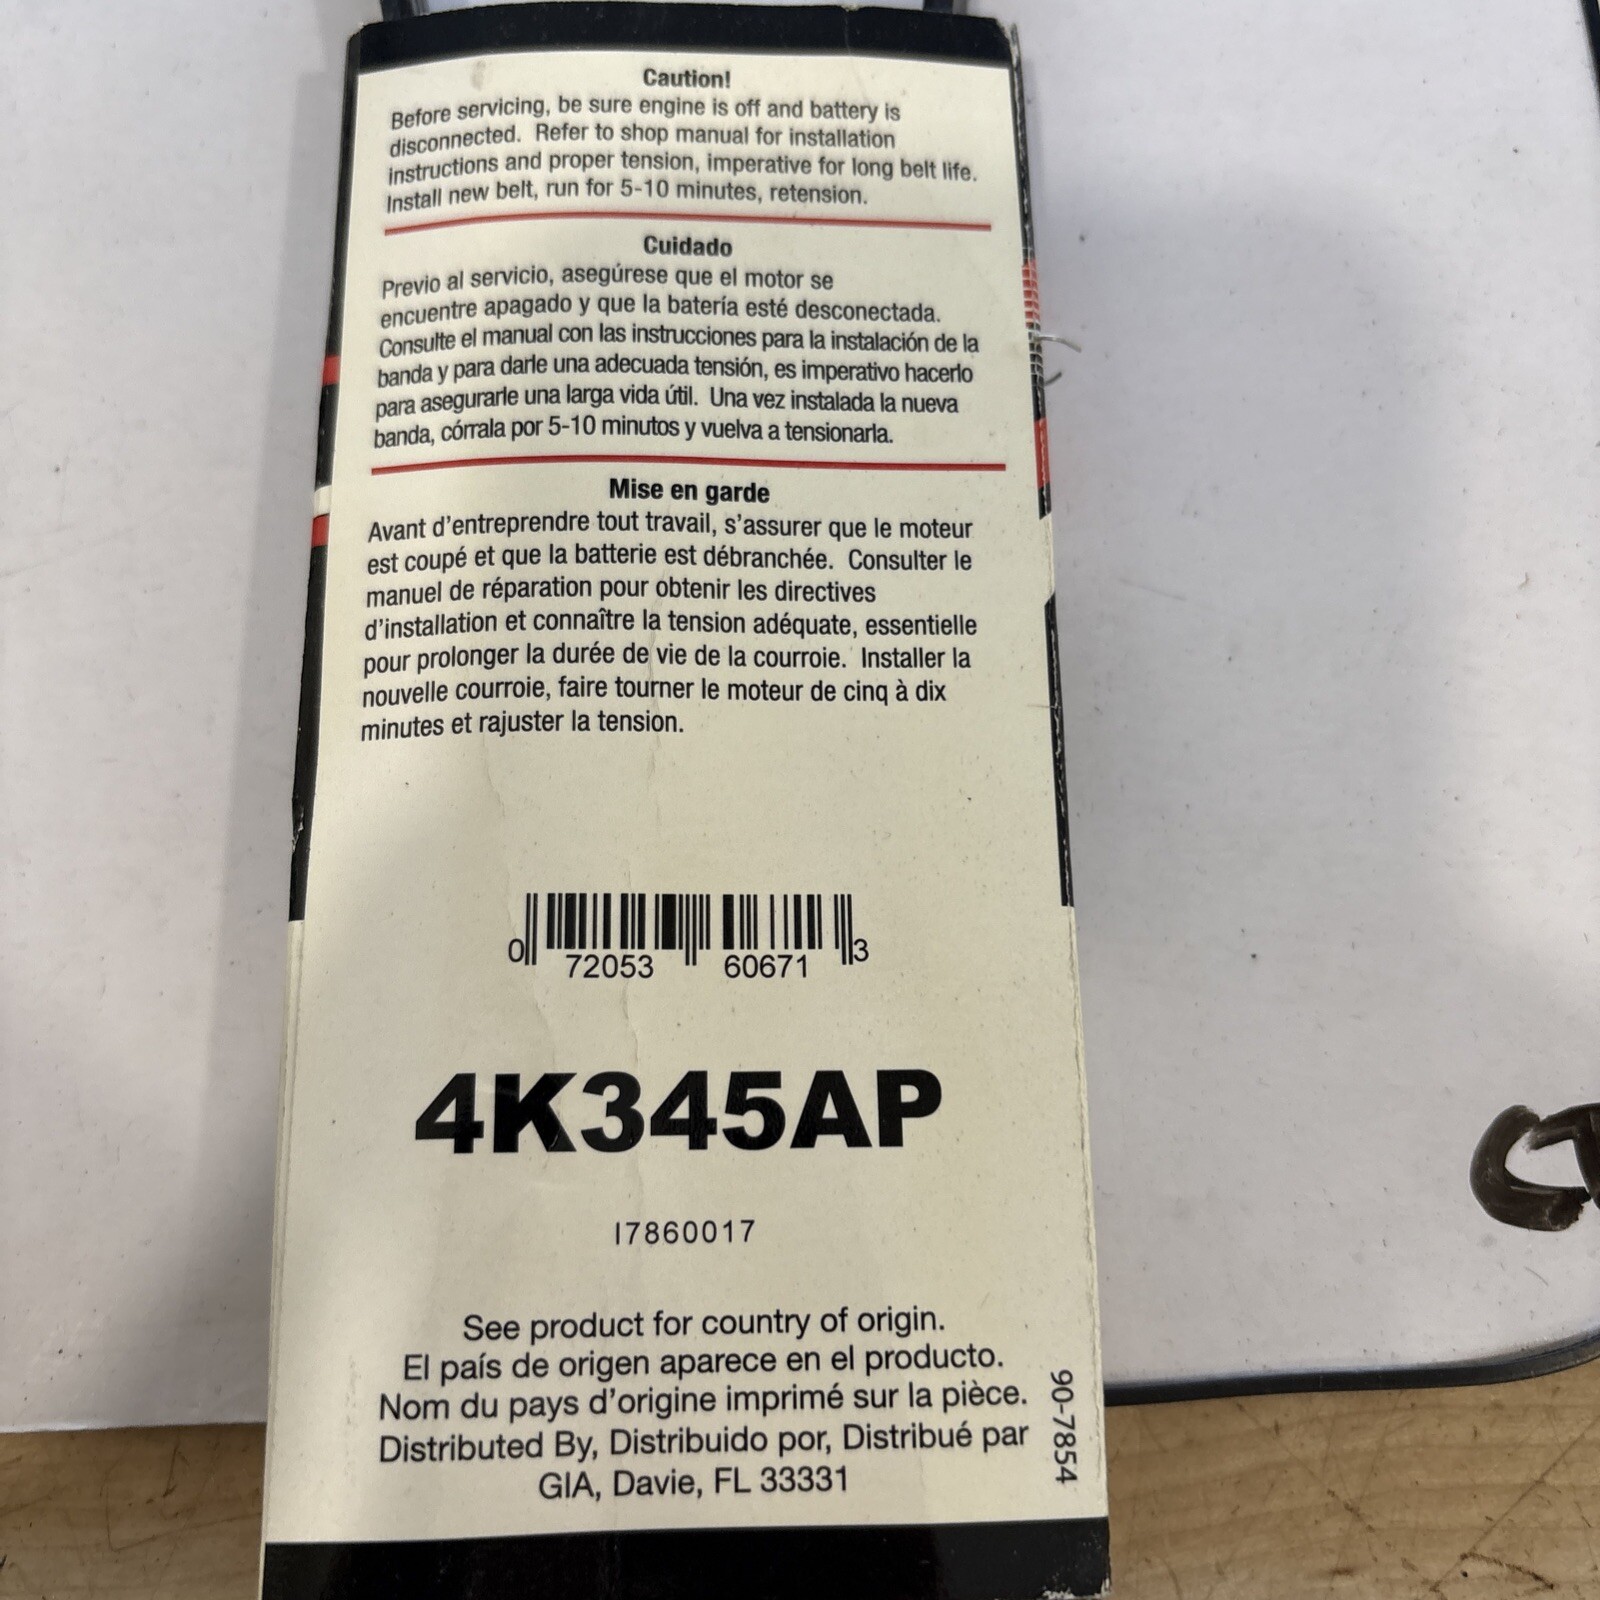 Caution!
Before servicing, be sure engine is off and battery is
disconnected. Refer to shop manual for installation
instructions and proper tension, imperative for long belt life.
Install new belt, run for 5-10 minutes, retension.
Cuidado
Previo al servicio, asegúrese que el motor se
encuentre apagado y que la batería esté desconectada.
Consulte el manual con las instrucciones para la instalación de la
banda y para darle una adecuada tensión, es imperativo hacerlo
para asegurarle una larga vida útil. Una vez instalada la nueva
banda, córrala por 5-10 minutos y vuelva a tensionarla.
Mise en garde
Avant d'entreprendre tout travail, s'assurer que le moteur
est coupé et que la batterie est débranchée. Consulter le
manuel de réparation pour obtenir les directives
d'installation et connaître la tension adéquate, essentielle
pour prolonger la durée de vie de la courroie. Installer la
nouvelle courroie, faire tourner le moteur de cinq à dix
minutes et rajuster la tension.
0 72053 60671 3
4K345AP
I7860017
See product for country of origin.
El país de origen aparece en el producto.
Nom du pays d'origine imprimé sur la pièce.
Distributed By, Distribuido por, Distribué par
GIA, Davie, FL 33331
90-7854